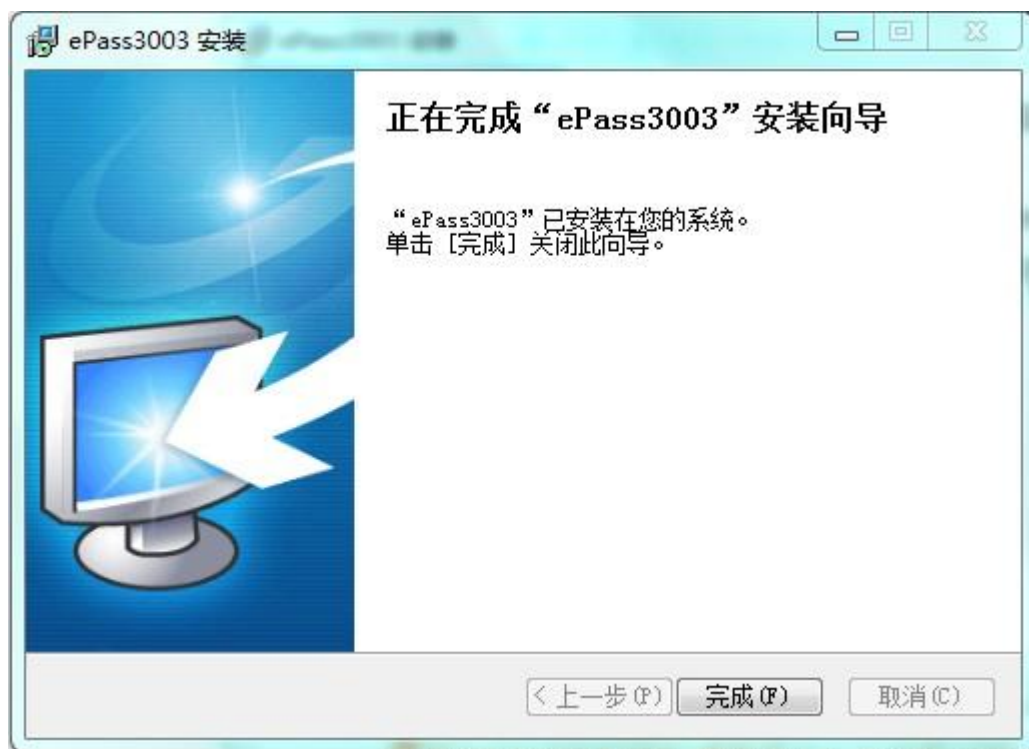 ePass3003 安装
正在完成“ePass3003”安装向导
“ePass3003”已安装在您的系统。
单击 [完成] 关闭此向导。
< 上一步(P)
完成(F)
取消(C)